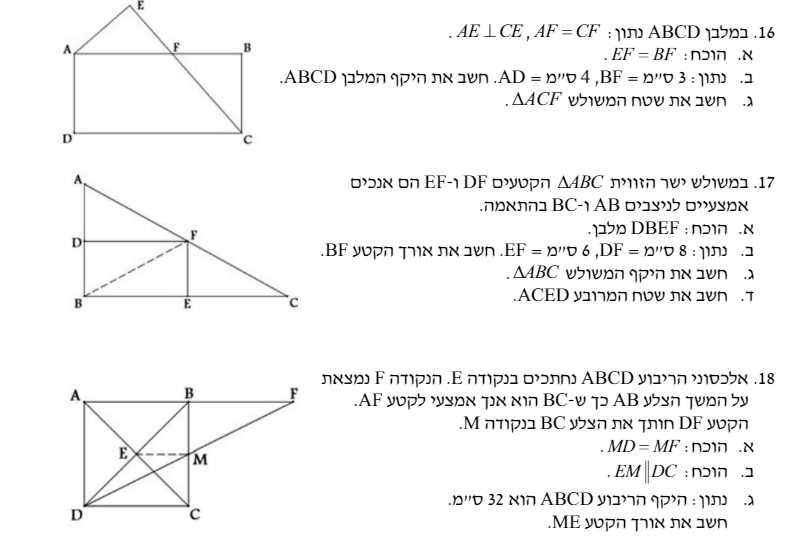 16. במלבן ABCD נתון: AE ⊥ CE, AF = CF.
א. הוכח: EF = BF.
ב. נתון: 3 ס״מ = BF, 4 ס״מ = AD. חשב את היקף המלבן ABCD.
ג. חשב את שטח המשולש ΔACF.
E
A
F
B
D
C
17. במשולש ישר הזווית ΔABC הקטעים DF ו-EF הם אנכים
אמצעיים לניצבים AB ו-BC בהתאמה.
א. הוכח: DBEF מלבן.
ב. נתון: 8 ס״מ = DF, 6 ס״מ = EF. חשב את אורך הקטע BF.
ג. חשב את היקף המשולש ΔABC.
ד. חשב את שטח המרובע ACED.
A
D
F
B
E
C
18. אלכסוני הריבוע ABCD נחתכים בנקודה E. הנקודה F נמצאת
על המשך הצלע AB כך ש-BC הוא אנך אמצעי לקטע AF.
הקטע DF חותך את הצלע BC בנקודה M.
א. הוכח: MD = MF.
ב. הוכח: EM ∥ DC.
ג. נתון: היקף הריבוע ABCD הוא 32 ס״מ.
חשב את אורך הקטע ME.
A
B
F
E
M
D
C